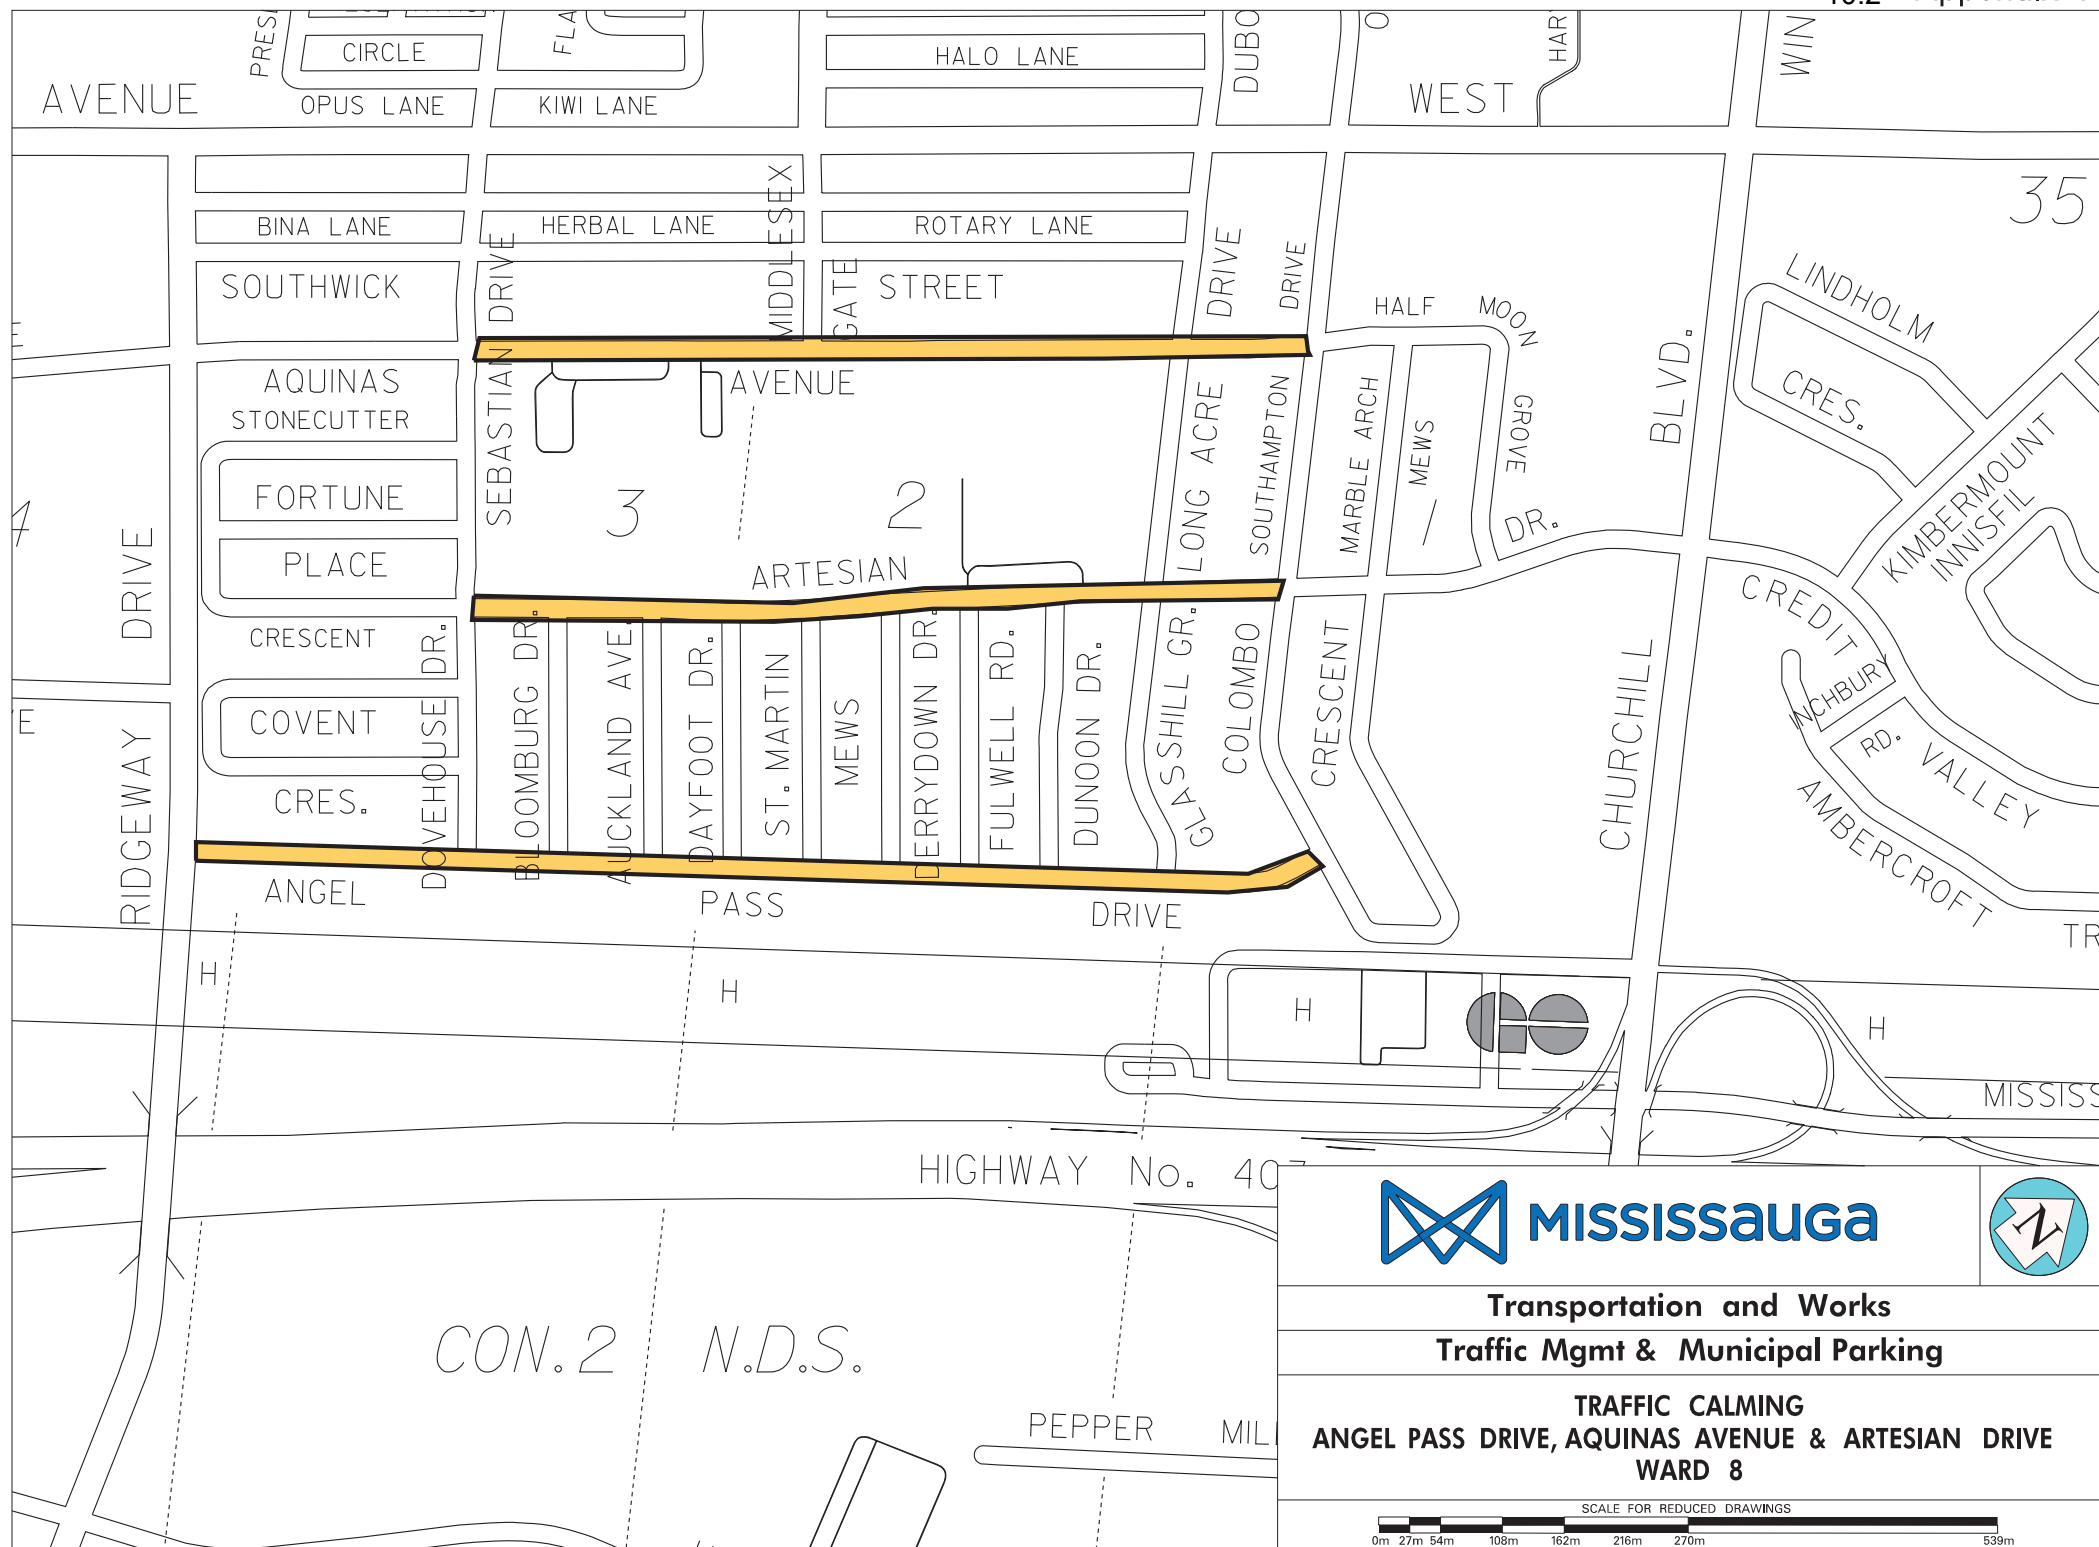 CIRCLE
HALO LANE
AVENUE
OPUS LANE
KIWI LANE
WEST
35
BINA LANE
HERBAL LANE
ROTARY LANE
MIDDLESEX
GATE
SOUTHWICK
STREET
DRIVE
DRIVE
DRIVE
HALF
MOON
GROVE
LINDHOLM
CRES.
AQUINAS
AVENUE
STONECUTTER
SEBASTIAN
FORTUNE
PLACE
CRESCENT
3
2
LONG ACRE
SOUTHAMPTON
MARBLE ARCH
MEWS
BLVD.
KIMBERMOUNT
INNISFIL
DR.
ARTESIAN
4
DRIVE
RIDGEWAY
COVENT
CRES.
DOVEHOUSE DR.
BLOOMBURG DR.
AUCKLAND AVE.
DAYFOOT DR.
ST. MARTIN
MEWS
DERRYDOWN DR.
FULWELL RD.
DUNOON DR.
GLASSHILL GR.
COLOMBO
CRESCENT
CHURCHILL
CREDIT
VALLEY
INCHBURY
RD.
AMBERCROFT
ANGEL
PASS
DRIVE
H
H
H
H
HIGHWAY No. 40
CON. 2 N.D.S.
PEPPER
MISSISSAUGA
N
Transportation and Works
Traffic Mgmt & Municipal Parking
TRAFFIC CALMING
ANGEL PASS DRIVE, AQUINAS AVENUE & ARTESIAN DRIVE
WARD 8
SCALE FOR REDUCED DRAWINGS
0m 27m 54m 108m 162m 216m 270m 539m